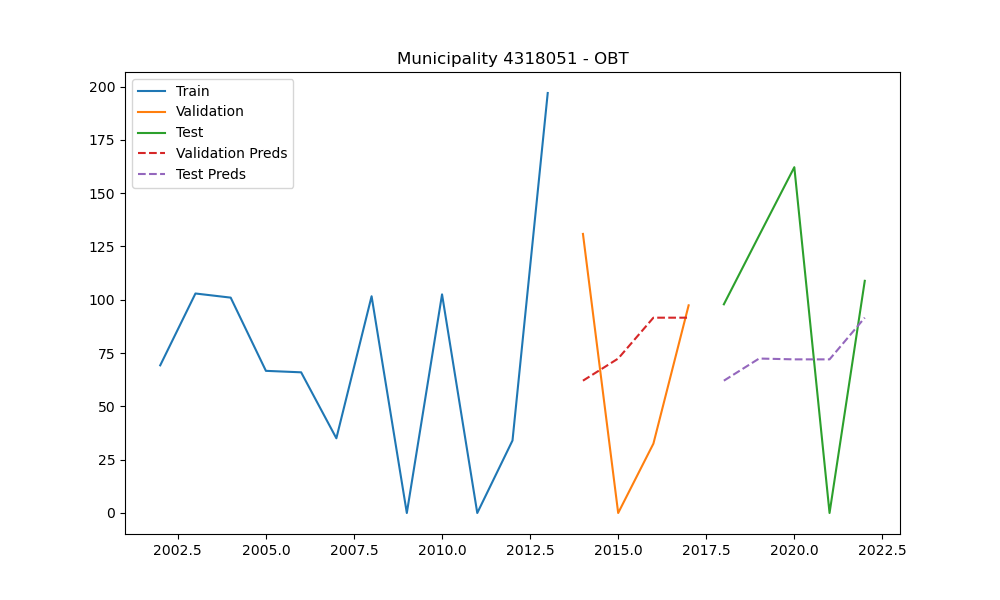 Municipality 4318051 - OBT
200
175
150
125
100
75
50
25
0
Train
Validation
Test
Validation Preds
Test Preds
2002.5 2005.0 2007.5 2010.0 2012.5 2015.0 2017.5 2020.0 2022.5